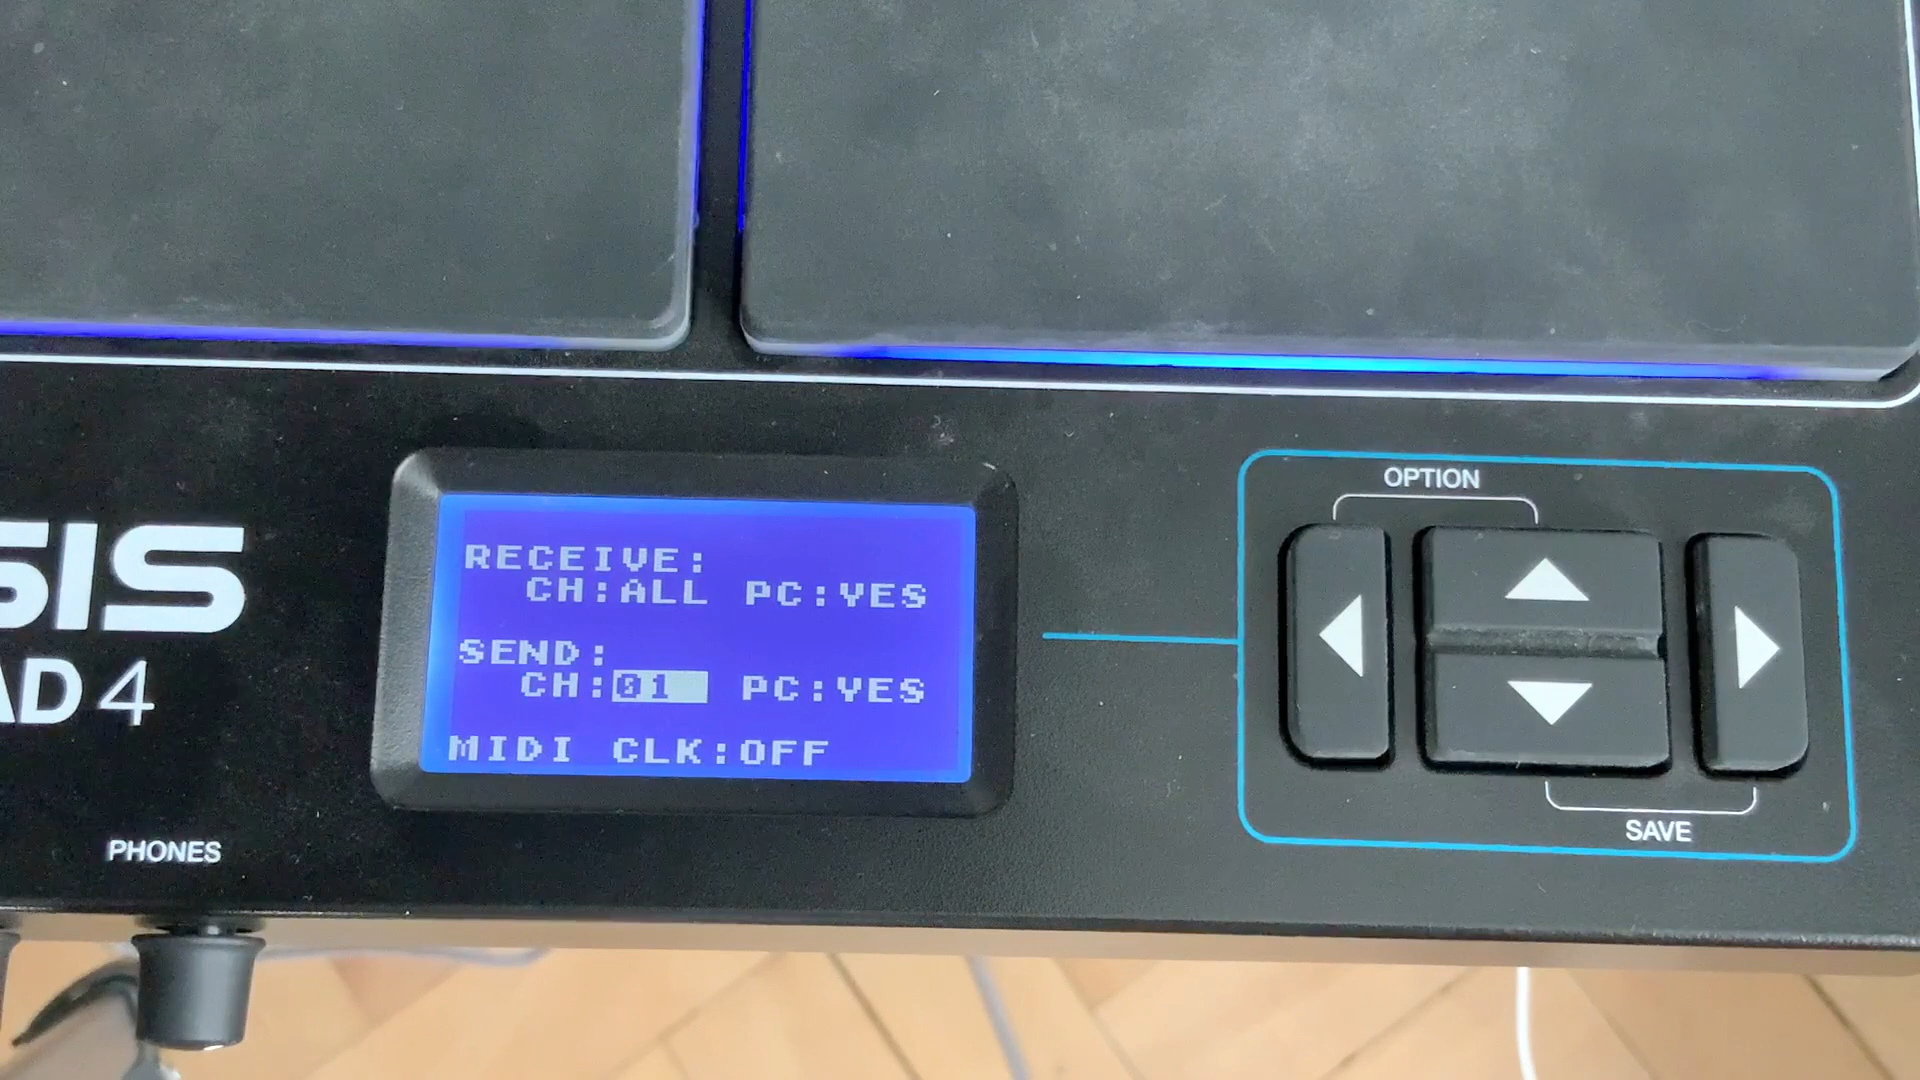 OPTION
RECEIVE:
CH:ALL PC:YES
SEND:
CH:01 PC:YES
MIDI CLK:OFF
SIS
AD 4
SAVE
PHONES